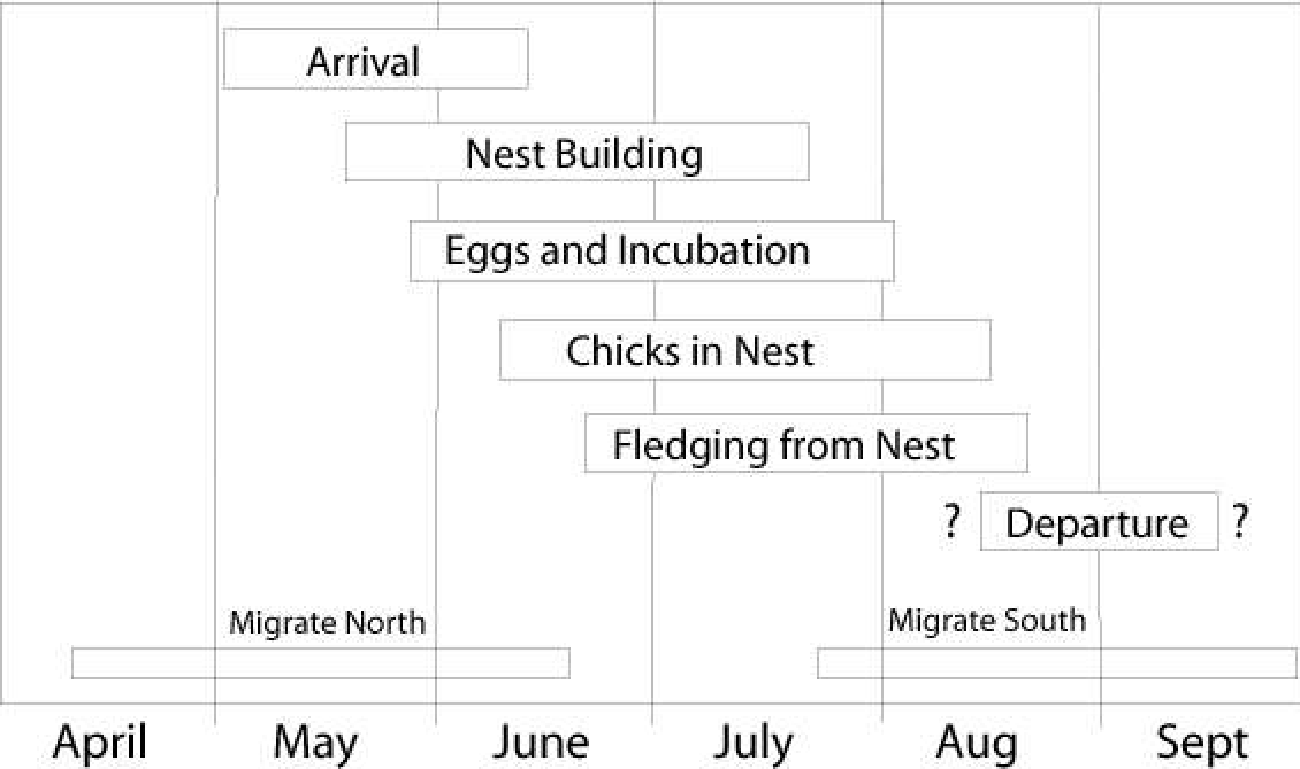 Arrival
Nest Building
Eggs and Incubation
Chicks in Nest
Fledging from Nest
? Departure ?
Migrate North
Migrate South
April May June July Aug Sept